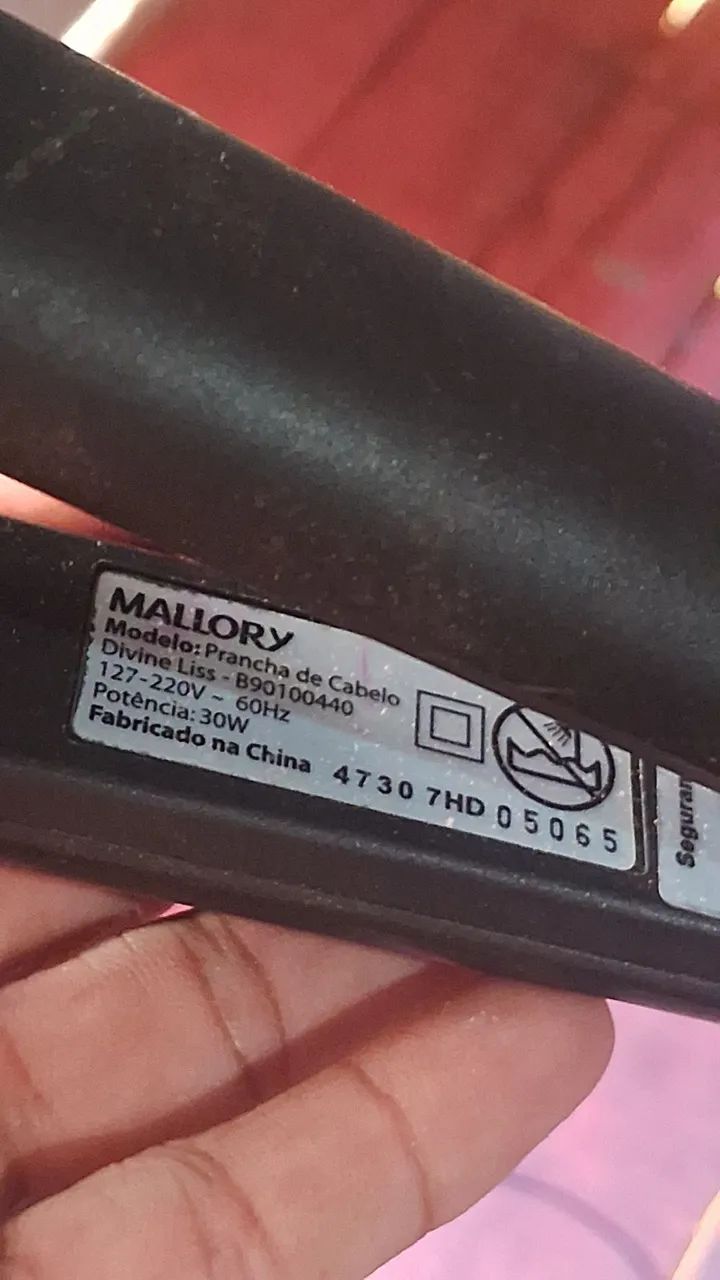 MALLORY
Modelo: Prancha de Cabelo
Divine Liss - B90100440
127-220V ~ 60Hz
Potência: 30W
Fabricado na China 4730 7HD 05065